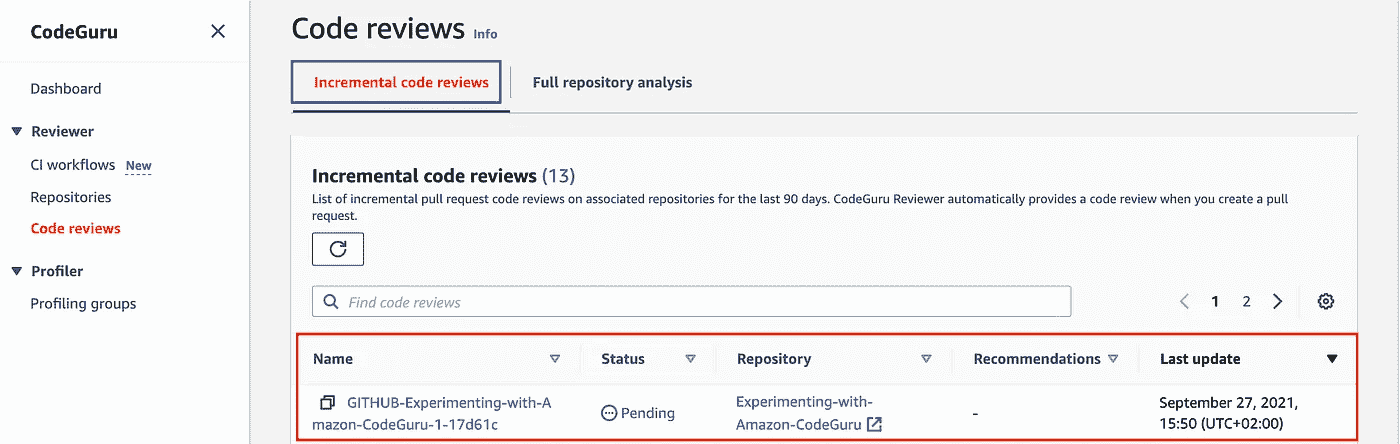 CodeGuru
Dashboard
Reviewer
CI workflows New
Repositories
Code reviews
Profiler
Profiling groups
Code reviews Info
Incremental code reviews
Full repository analysis
Incremental code reviews (13)
List of incremental pull request code reviews on associated repositories for the last 90 days. CodeGuru Reviewer automatically provides a code review when you create a pull
request.
Find code reviews
1 2
Name Status Repository Recommendations Last update
GITHUB-Experimenting-with-A
mazon-CodeGuru-1-17d61c
Pending
Experimenting-with-
Amazon-CodeGuru
-
September 27, 2021,
15:50 (UTC+02:00)